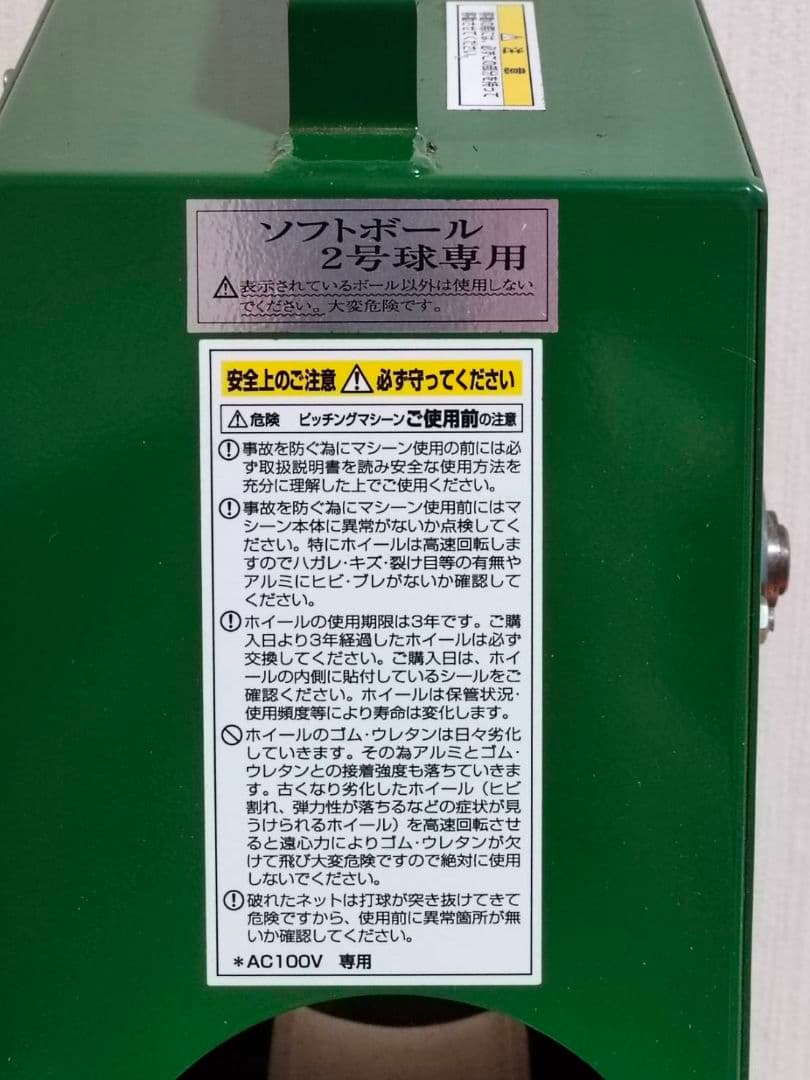 注意
ソフトボール
2号球専用
表示されているボール以外は使用しない
でください。大変危険です。
安全上のご注意 必ず守ってください
危険 ピッチングマシーンご使用前の注意
事故を防ぐ為にマシーン使用の前には必
ず取扱説明書を読み安全な使用方法を
充分に理解した上でご使用ください。
事故を防ぐ為にマシーン使用前にはマ
シーン本体に異常がないか点検してく
ださい。特にホイールは高速回転しま
すのでハガレ・キズ・裂け目等の有無や
アルミにヒビ・ブレがないか確認して
ください。
ホイールの使用期限は3年です。ご購
入日より3年経過したホイールは必ず
交換してください。ご購入日は、ホイ
ールの内側に貼付しているシールをご
確認ください。ホイールは保管状況・
使用頻度等により寿命は変化します。
ホイールのゴム・ウレタンは日々劣化
していきます。その為アルミとゴム・
ウレタンとの接着強度も落ちていきま
す。古くなり劣化したホイール（ヒビ
割れ、弾力性が落ちるなどの症状が見
うけられるホイール）を高速回転させ
ると遠心力によりゴム・ウレタンが欠
けて飛び大変危険ですので絶対に使用
しないでください。
破れたネットは打球が突き抜けてきて
危険ですから、使用前に異常箇所が無
いか確認してください。
＊AC100V 専用